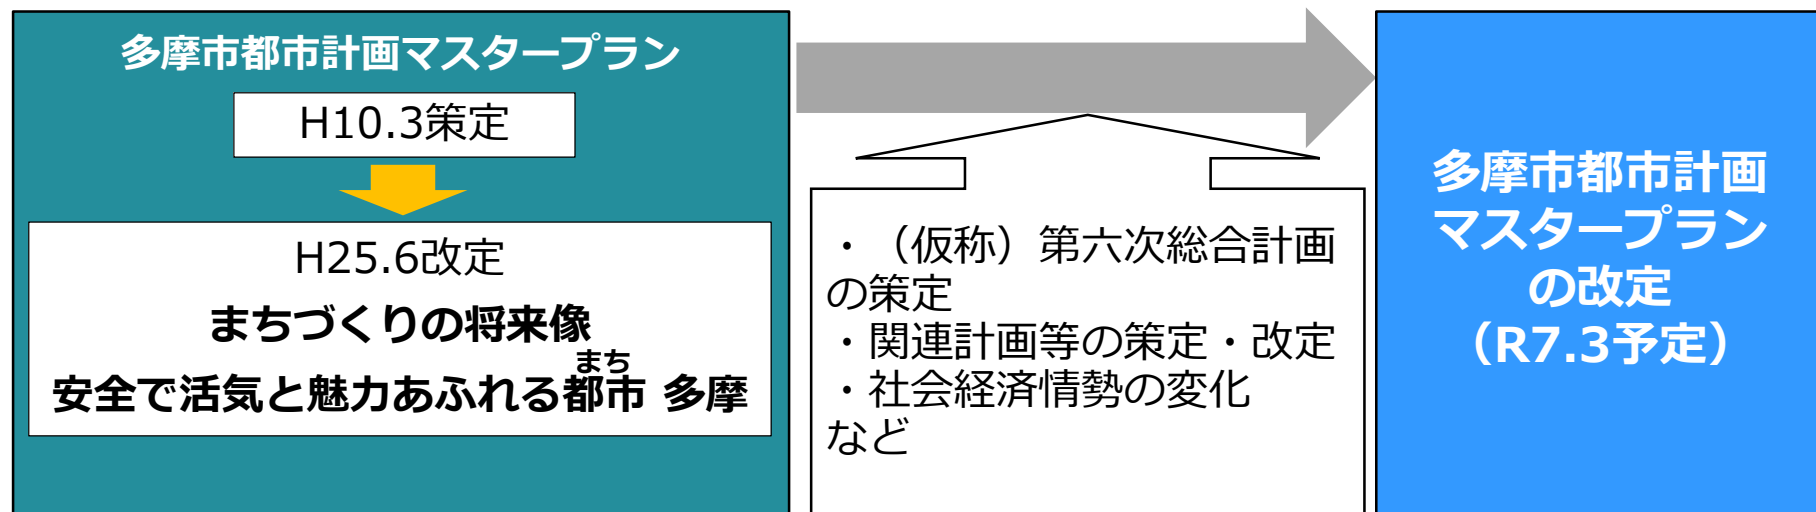 多摩市都市計画マスタープラン
H10.3策定
H25.6改定
まちづくりの将来像
まち
安全で活気と魅力あふれる都市 多摩
・（仮称）第六次総合計画
の策定
・関連計画等の策定・改定
・社会経済情勢の変化
など
多摩市都市計画
マスタープラン
の改定
（R7.3予定）